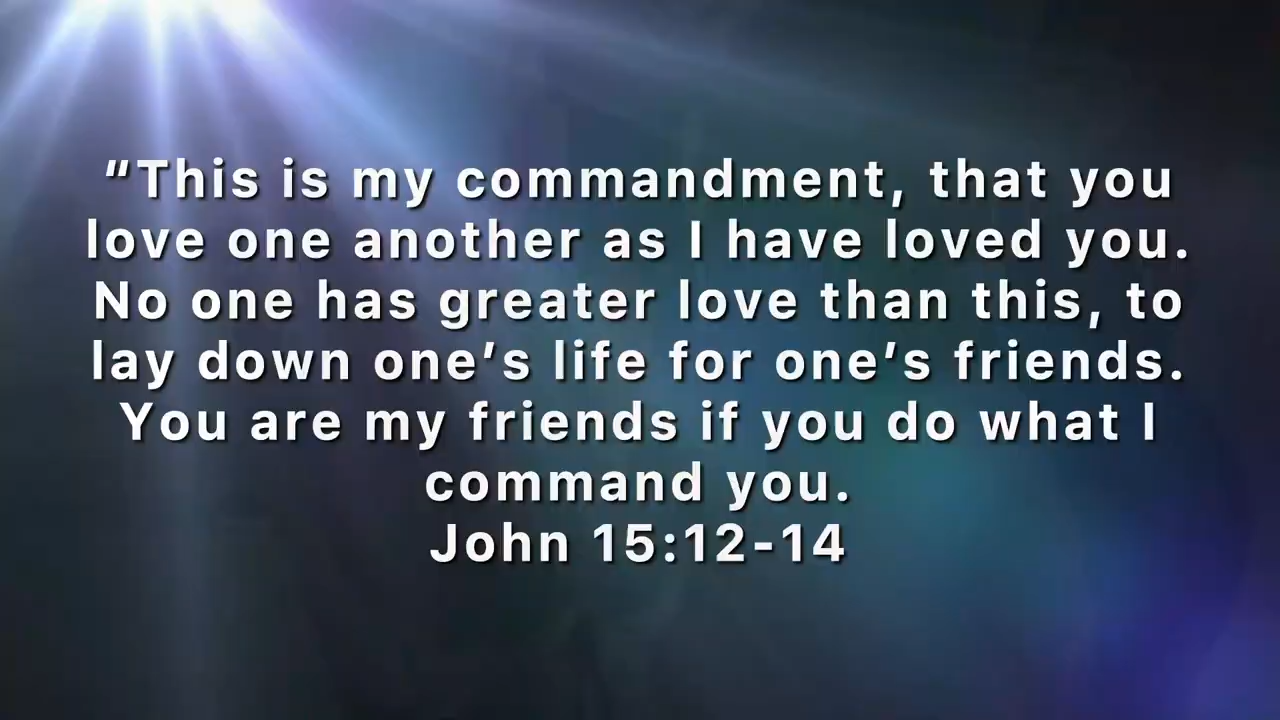 “This is my commandment, that you
love one another as I have loved you.
No one has greater love than this, to
lay down one’s life for one’s friends.
You are my friends if you do what I
command you.
John 15:12-14